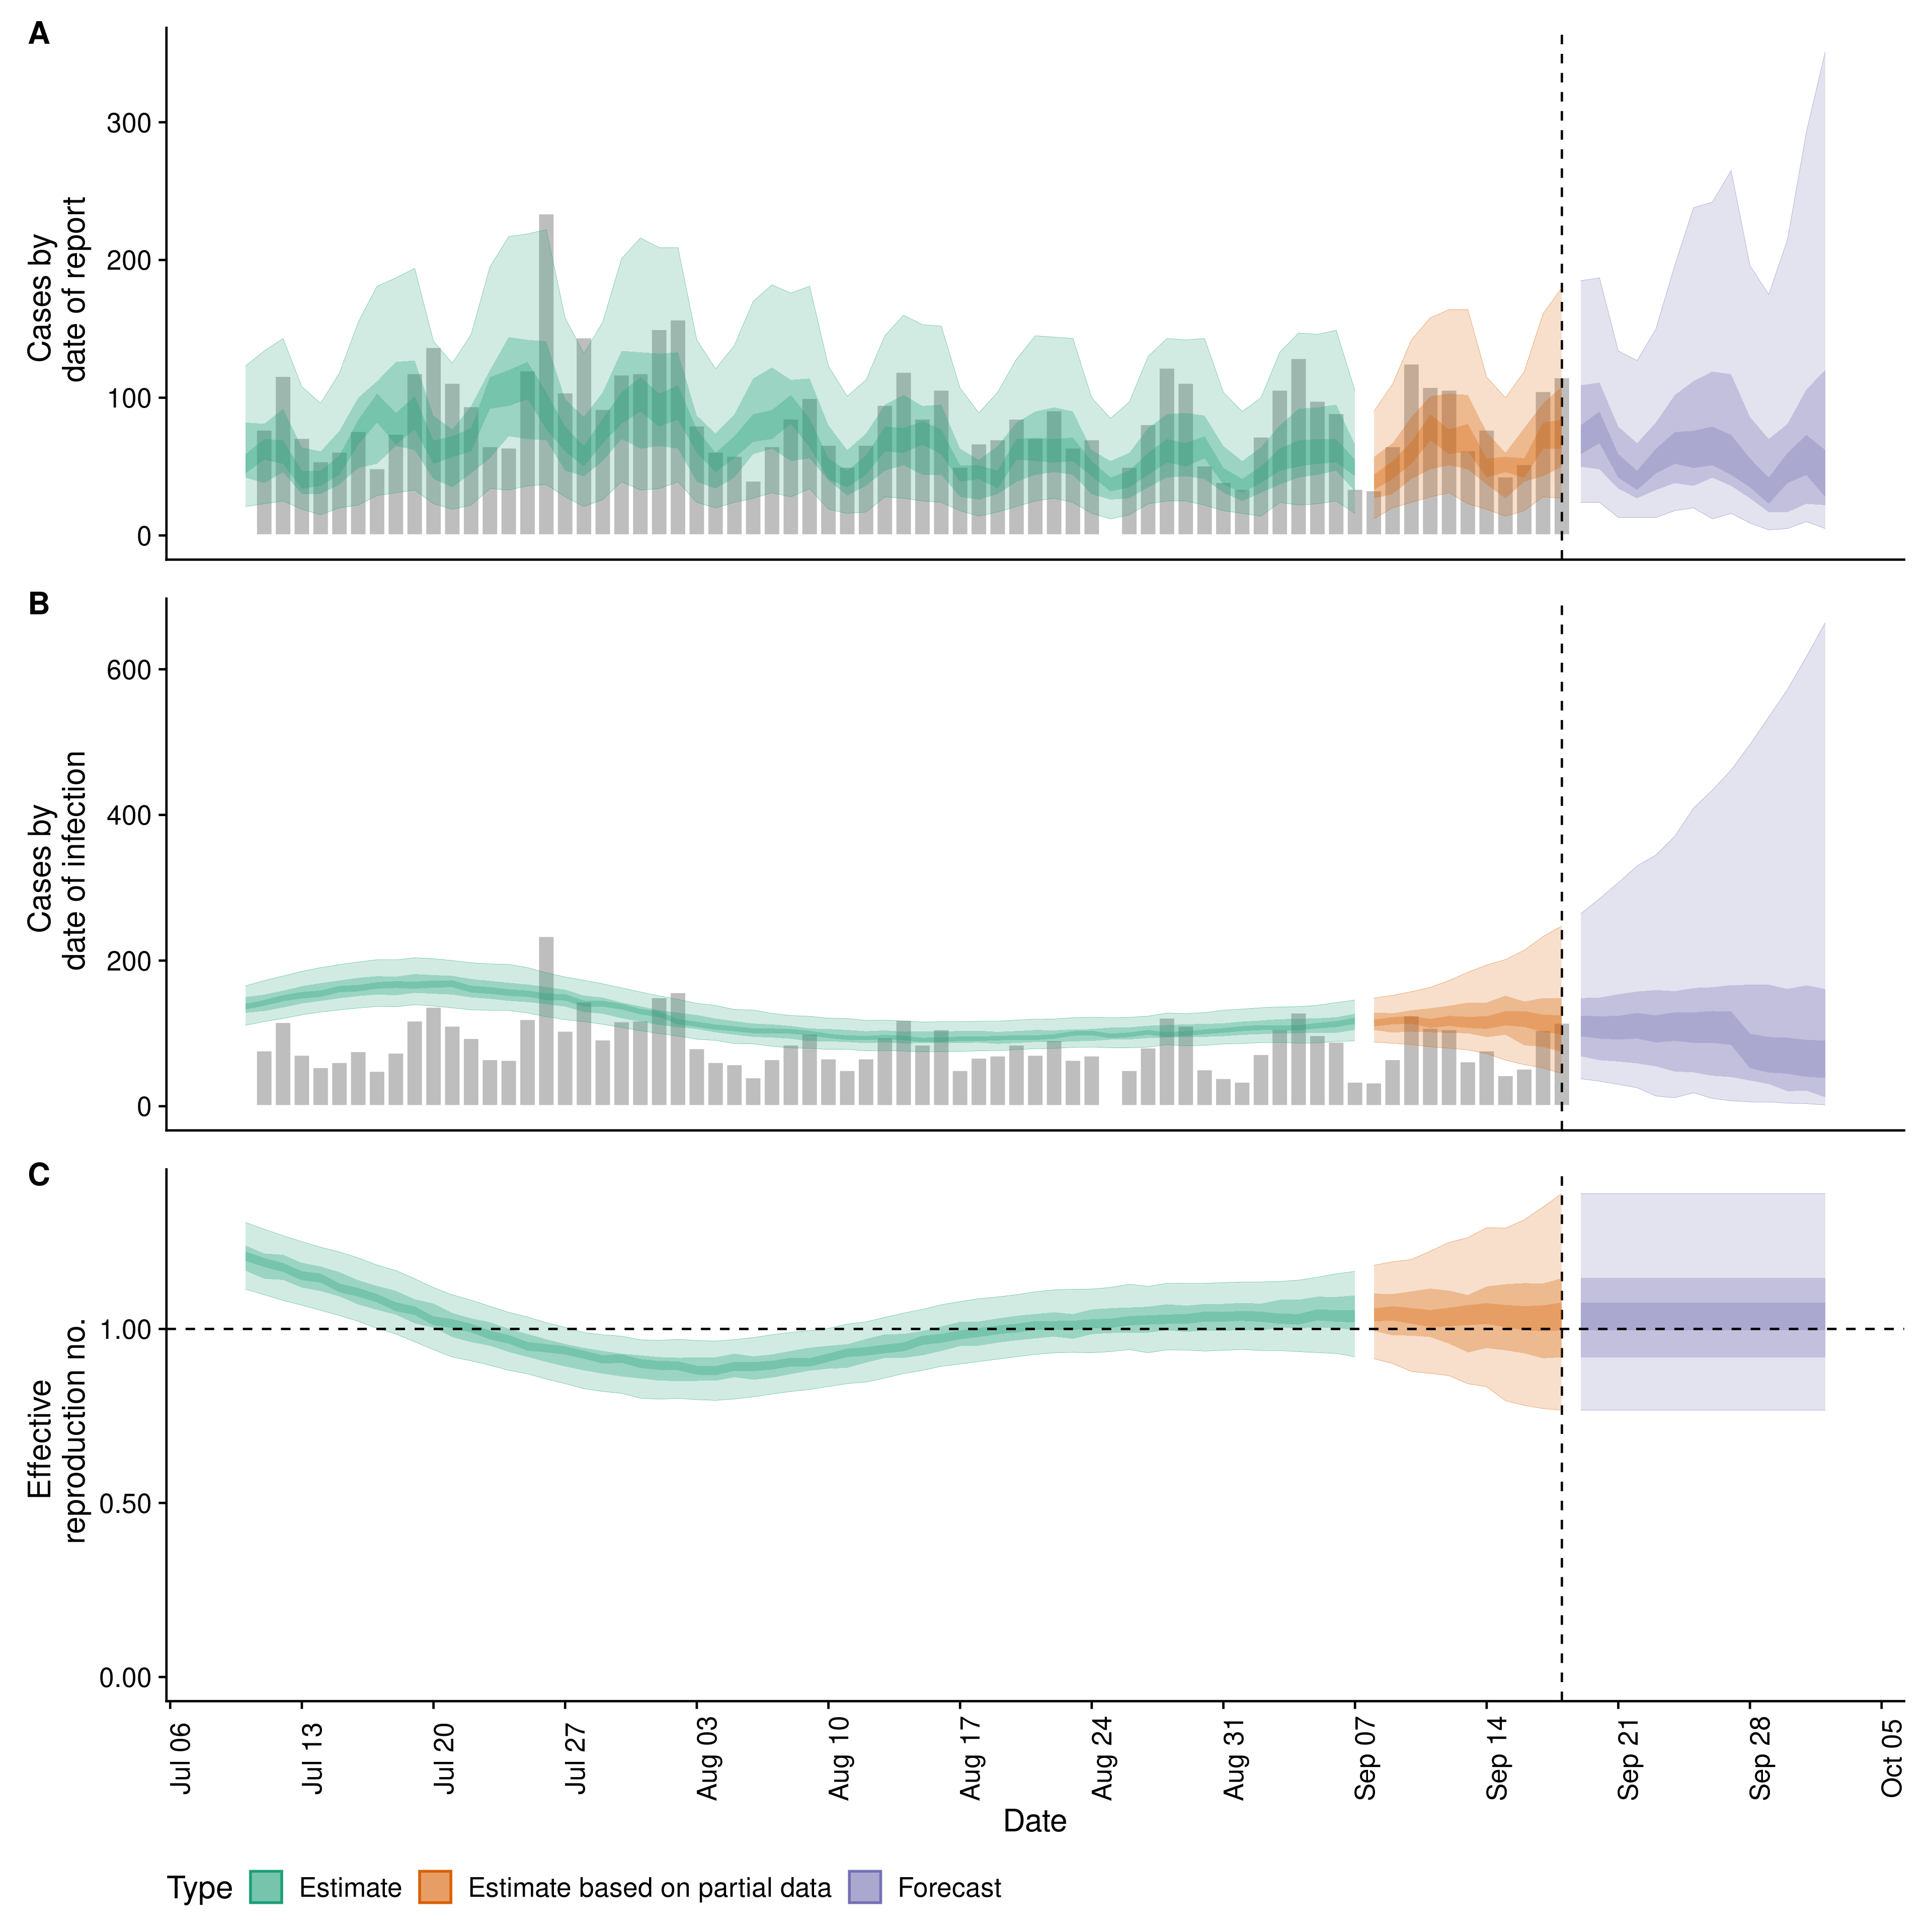 A
Cases by
date of report
300
200
100
0
B
Cases by
date of infection
600
400
200
0
C
Effective
reproduction no.
1.00
0.50
0.00
Jul 06
Jul 13
Jul 20
Jul 27
Aug 03
Aug 10
Aug 17
Aug 24
Aug 31
Sep 07
Sep 14
Sep 21
Sep 28
Oct 05
Date
Type
Estimate
Estimate based on partial data
Forecast